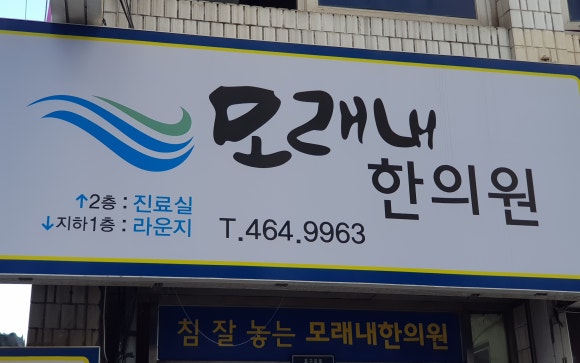 모래내
한의원
↑2층 : 진료실
↓지하1층 : 라운지
T.464.9963
침 잘 놓는 모래내한의원